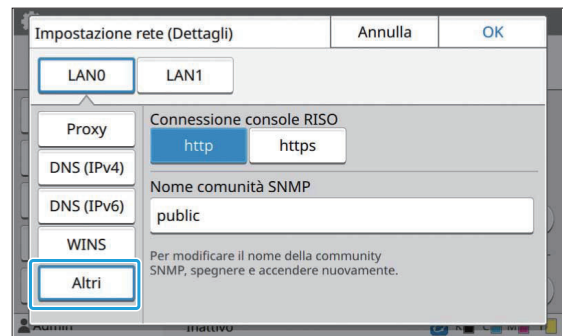 Impostazione rete (Dettagli)
Annulla
OK
LAN0
LAN1
Proxy
DNS (IPv4)
DNS (IPv6)
WINS
Altri
Connessione console RISO
http
https
Nome comunità SNMP
public
Per modificare il nome della community
SNMP, spegnere e accendere nuovamente.
Admin
Inattivo